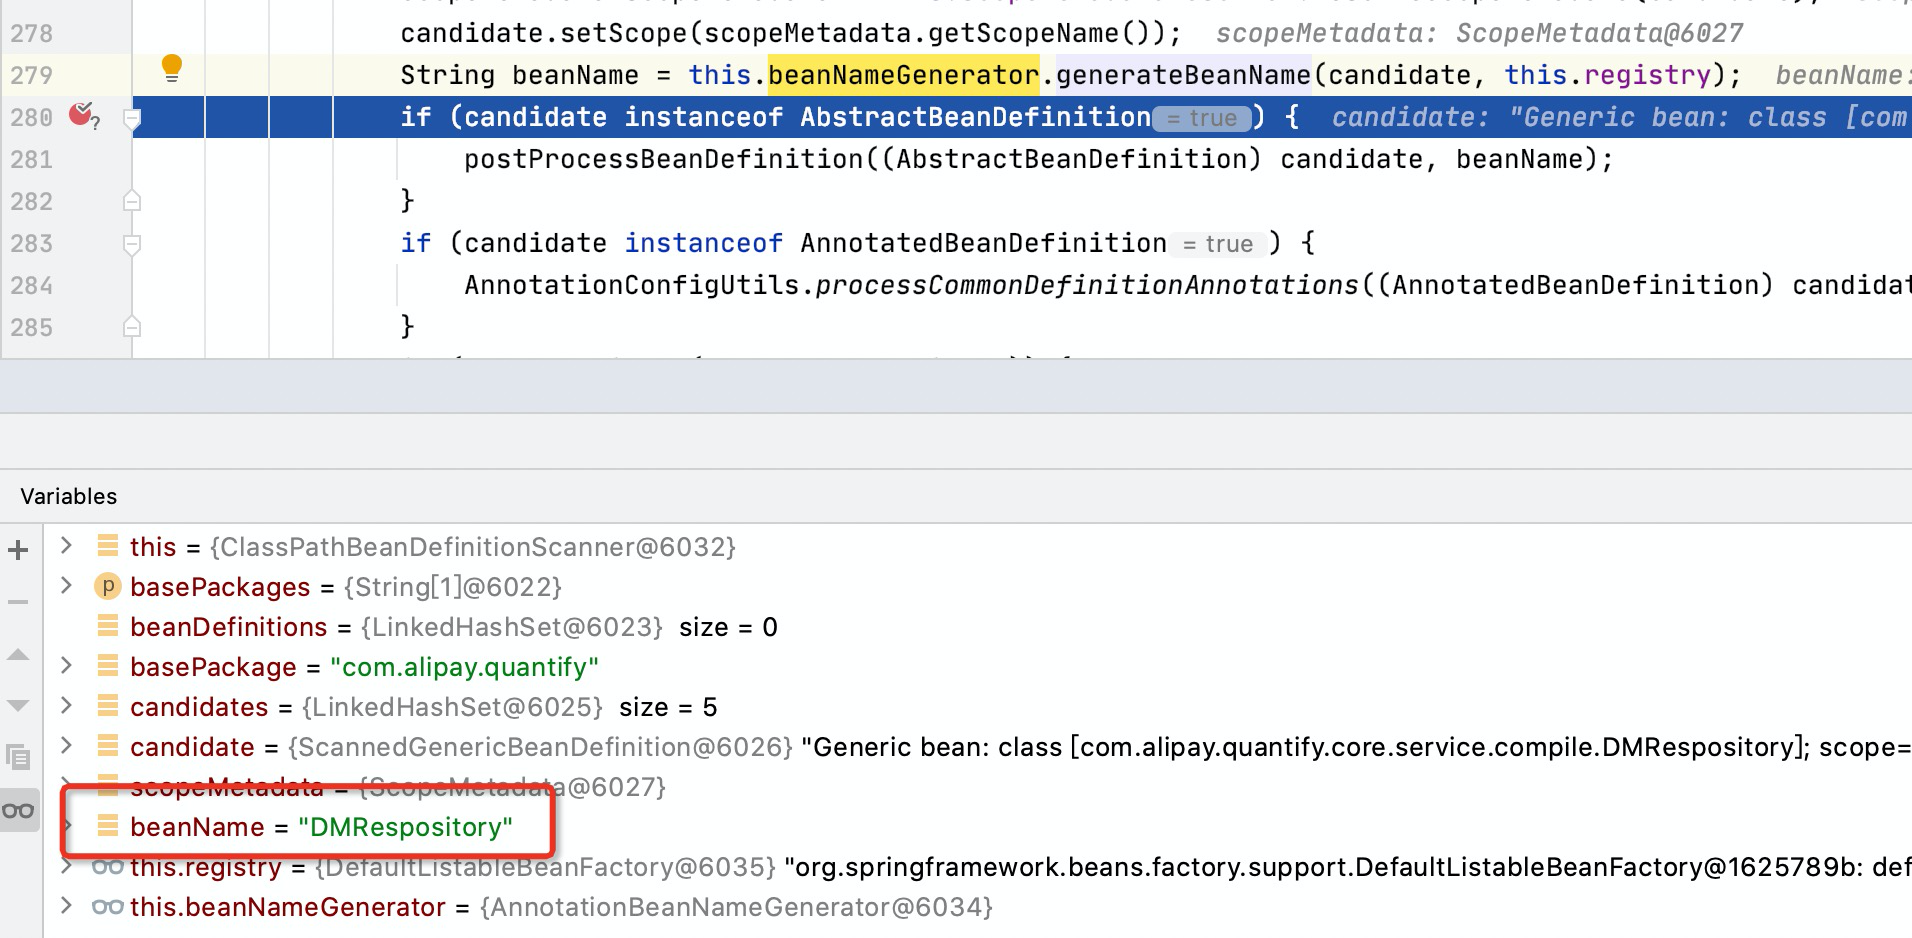 278 candidate.setScope(scopeMetadata.getScopeName()); scopeMetadata: ScopeMetadata@6027
279 String beanName = this.beanNameGenerator.generateBeanName(candidate, this.registry); beanName:
280 if (candidate instanceof AbstractBeanDefinition = true ) { candidate: "Generic bean: class [com
281 postProcessBeanDefinition((AbstractBeanDefinition) candidate, beanName);
282 }
283 if (candidate instanceof AnnotatedBeanDefinition = true ) {
284 AnnotationConfigUtils.processCommonDefinitionAnnotations((AnnotatedBeanDefinition) candidat
285 }
Variables
this = {ClassPathBeanDefinitionScanner@6032}
p basePackages = {String[1]@6022}
beanDefinitions = {LinkedHashSet@6023} size = 0
basePackage = "com.alipay.quantify"
candidates = {LinkedHashSet@6025} size = 5
candidate = {ScannedGenericBeanDefinition@6026} "Generic bean: class [com.alipay.quantify.core.service.compile.DMRespository]; scope=
scopeMetadata = {ScopeMetadata@6027}
beanName = "DMRespository"
this.registry = {DefaultListableBeanFactory@6035} "org.springframework.beans.factory.support.DefaultListableBeanFactory@1625789b: def
this.beanNameGenerator = {AnnotationBeanNameGenerator@6034}